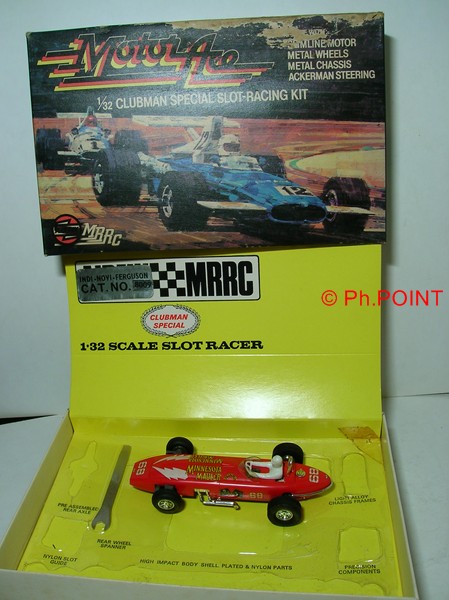 Motor Ace
WITH
SLIMLINE MOTOR
METAL WHEELS
METAL CHASSIS
ACKERMAN STEERING
1/32 CLUBMAN SPECIAL SLOT-RACING KIT
12
12
MRRC
© Ph.POINT
INDI-NOVI-FERGUSON
CAT. NO.
MRRC
CLUBMAN
SPECIAL
1·32 SCALE SLOT RACER
69
MINNESOTA
69
69
PRE ASSEMBLED
REAR AXLE
LIGHT ALLOY
CHASSIS FRAMES
REAR WHEEL
SPANNER
NYLON SLOT
GUIDE
HIGH IMPACT BODY SHELL PLATED & NYLON PARTS
PRECISION
COMPONENTS